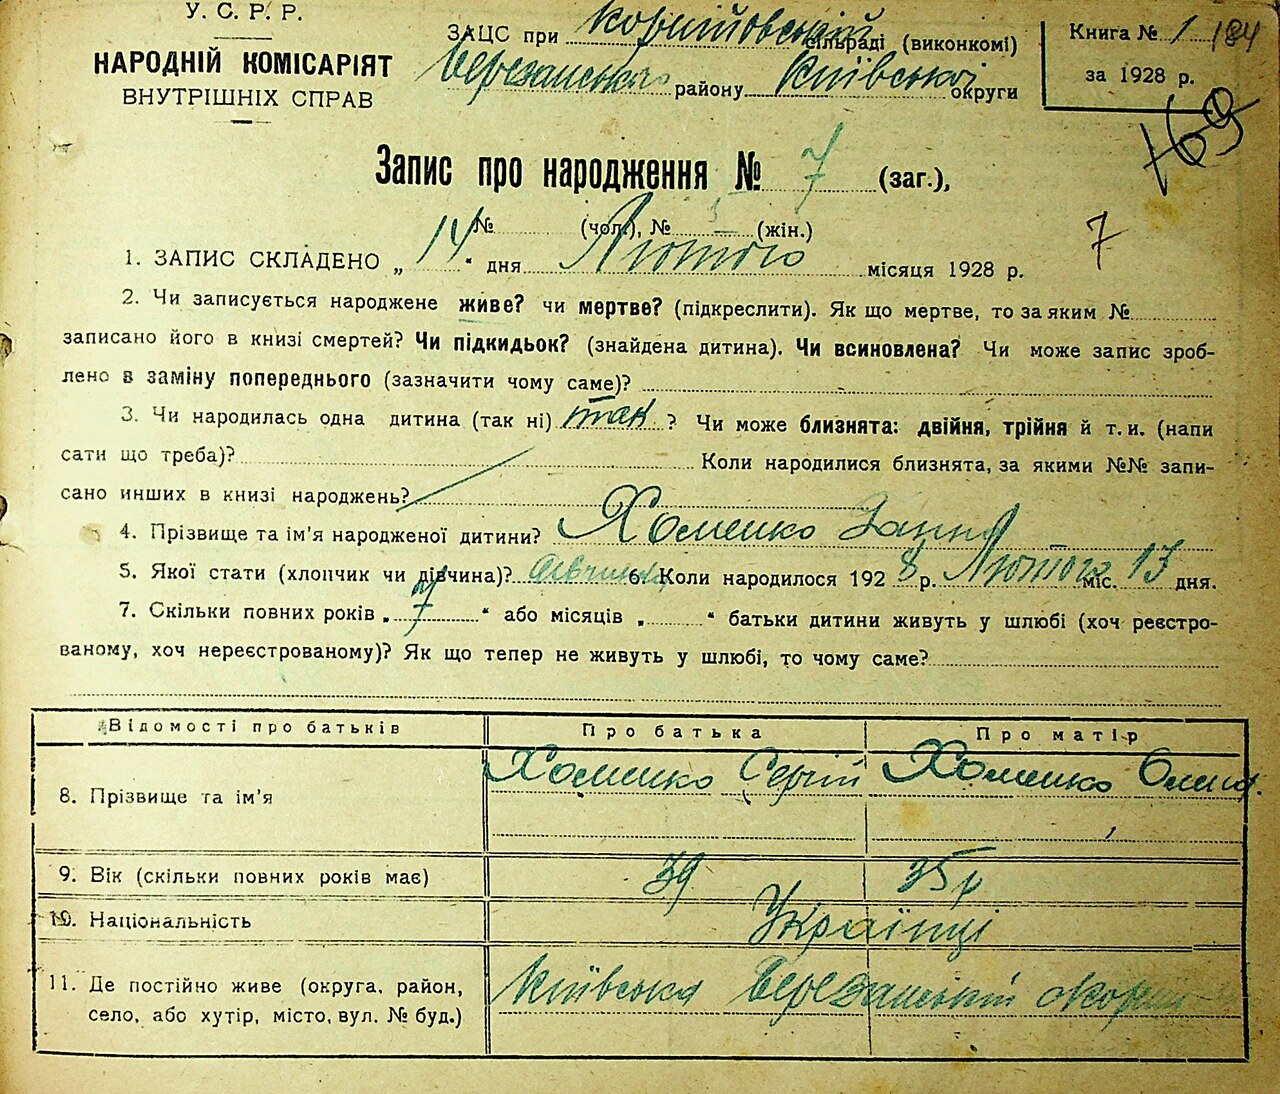 У. С. Р. Р.
НАРОДНІЙ КОМІСАРІЯТ
ВНУТРІШНІХ СПРАВ
ЗАЦС при сільраді (виконкомі)
району Київської округи
Книга № 1 184
за 1928 р.
169
Запис про народження № 7 (заг.),
№ (чол.), № (жін.)
7
1. ЗАПИС СКЛАДЕНО „ 14 “ дня Лютого місяця 1928 р.
2. Чи записується народжене живе? чи мертве? (підкреслити). Як що мертве, то за яким №
записано його в книзі смертей? Чи підкидьок? (знайдена дитина). Чи всиновлена? Чи може запис зроб-
лено в заміну попереднього (зазначити чому саме)?
3. Чи народилась одна дитина (так ні) так ? Чи може близнята: двійня, трійня й т. и. (напи
сати що треба)? Коли народилися близнята, за якими №№ запи-
сано инших в книзі народжень?
4. Прізвище та ім'я народженої дитини? Хоменко Ганна
5. Якої стати (хлопчик чи дівчина)? дівчинка 6. Коли народилося 192 8 р. Лютого міс. 13 дня.
7. Скільки повних років „ 7 “ або місяців „ “ батьки дитини живуть у шлюбі (хоч реєстро-
ваному, хоч нереєстрованому)? Як що тепер не живуть у шлюбі, то чому саме?
Відомості про батьків Про батька Про матір
8. Прізвище та ім'я Хоменко Сергій Хоменко
9. Вік (скільки повних років має) 39 35 р
10. Національність Українці
11. Де постійно живе (округа, район, Київська Березанський
село, або хутір, місто, вул. № буд.)